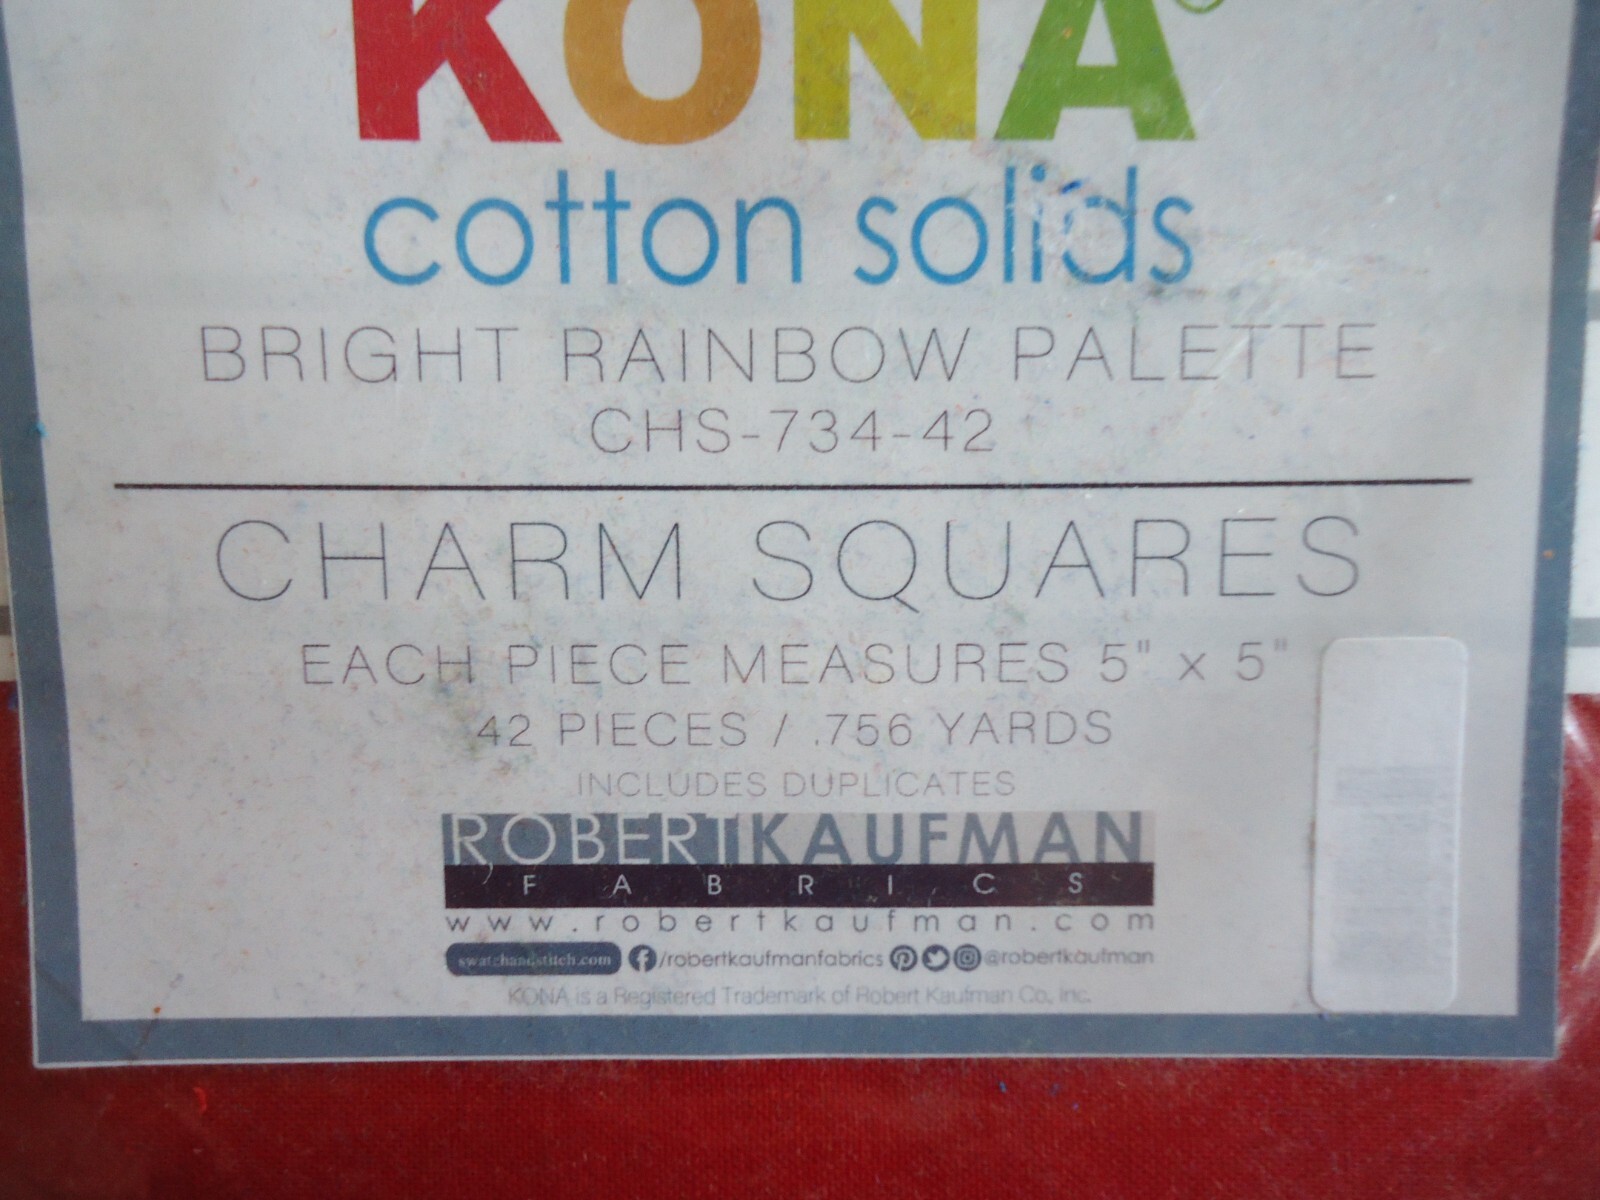 KONA®
cotton solids
BRIGHT RAINBOW PALETTE
CHS-734-42
CHARM SQUARES
EACH PIECE MEASURES 5" x 5"
42 PIECES / .756 YARDS
INCLUDES DUPLICATES
ROBERT KAUFMAN
FABRICS
www.robertkaufman.com
swatchandstitch.com /robertkaufmanfabrics @robertkaufman
KONA is a Registered Trademark of Robert Kaufman Co., Inc.